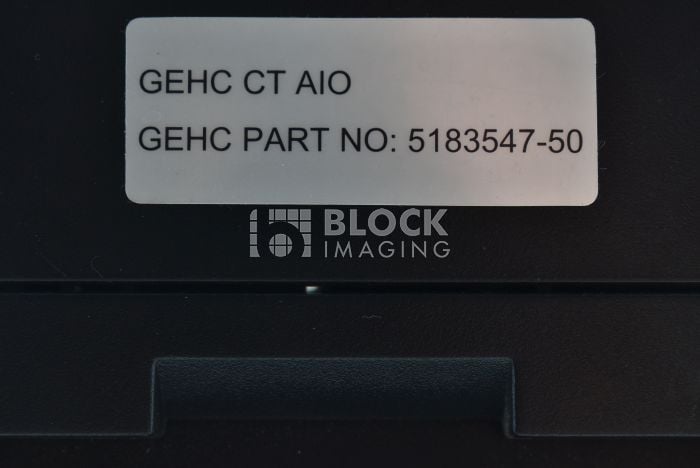 GEHC CT AIO
GEHC PART NO: 5183547-50
BLOCK
IMAGING